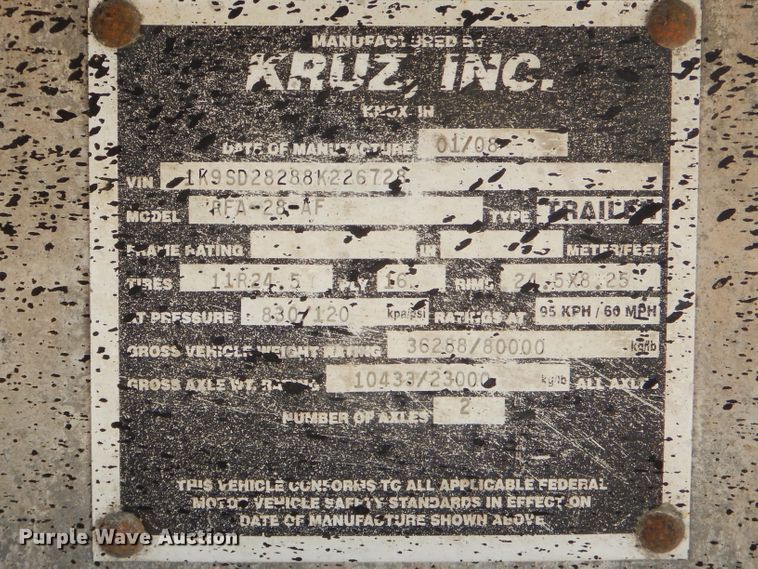 MANUFACTURED BY
KRUZ, INC.
KNOX, IN
DATE OF MANUFACTURE 01/08
VIN 1K9SD28288K226728
MODEL RFA-28-AF TYPE TRAILER
FRAME RATING IN METER/FEET
TIRES 11R24.5 PLY 16 RIMS 24.5X8.25
AT PRESSURE 830/120 kpa/psi RATINGS AT 95 KPH / 60 MPH
GROSS VEHICLE WEIGHT RATING 36288/80000 kg/lb
GROSS AXLE WT. RATING 10433/23000 kg/lb ALL AXLES
NUMBER OF AXLES 2
THIS VEHICLE CONFORMS TO ALL APPLICABLE FEDERAL
MOTOR VEHICLE SAFETY STANDARDS IN EFFECT ON
DATE OF MANUFACTURE SHOWN ABOVE
Purple Wave Auction